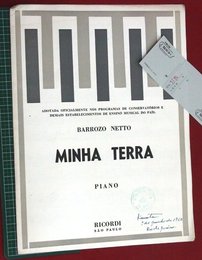 ADOTADA OFICIALMENTE NOS PROGRAMAS DE CONSERVATÓRIOS E
DEMAIS ESTABELECIMENTOS DE ENSINO MUSICAL DO PAÍS.
BARROZO NETTO
MINHA TERRA
PIANO
RICORDI
SÃO PAULO